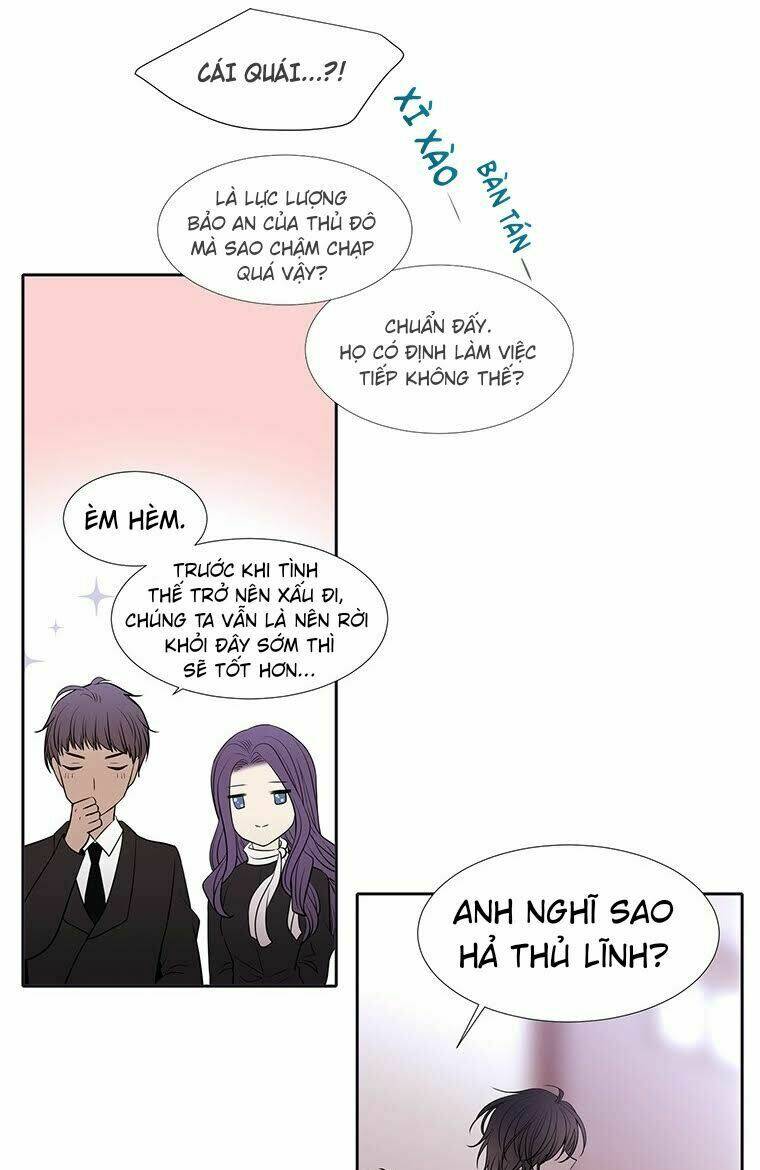 CÁI QUÁI...?!
XÌ XÀO
BÀN TÁN
LÀ LỰC LƯỢNG
BẢO AN CỦA THỦ ĐÔ
MÀ SAO CHẬM CHẠP
QUÁ VẬY?
CHUẨN ĐẤY.
HỌ CÓ ĐỊNH LÀM VIỆC
TIẾP KHÔNG THẾ?
ÈM HÈM.
TRƯỚC KHI TÌNH
THẾ TRỞ NÊN XẤU ĐI,
CHÚNG TA VẪN LÀ NÊN RỜI
KHỎI ĐÂY SỚM THÌ
SẼ TỐT HƠN...
ANH NGHĨ SAO
HẢ THỦ LĨNH?